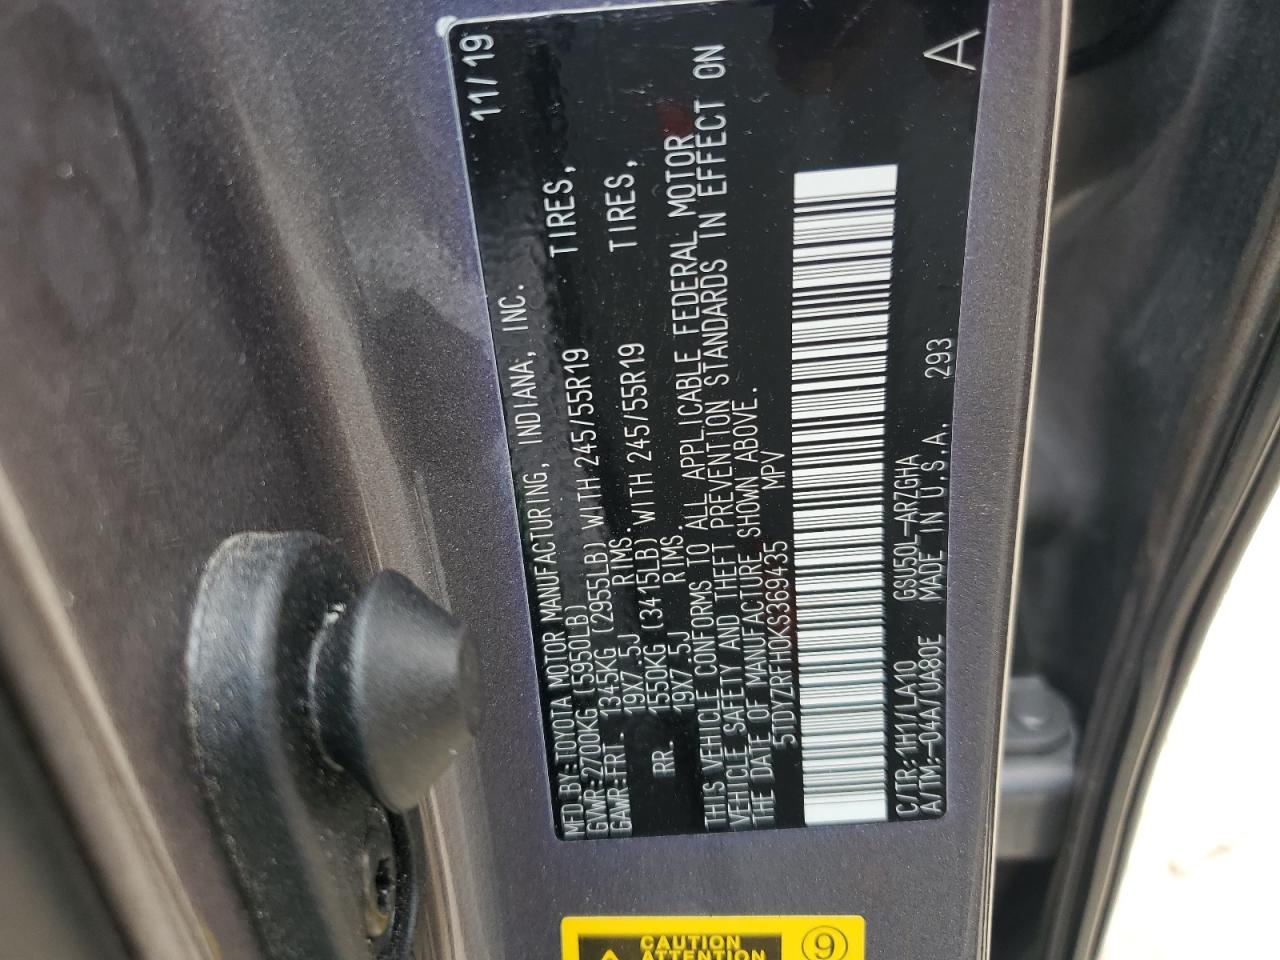 11/19
MFD BY: TOYOTA MOTOR MANUFACTURING, INDIANA, INC.
GVWR: 2700KG (5950LB)
GAWR: FRT. 1345KG (2955LB) WITH 245/55R19 TIRES,
19X7.5J RIMS.
RR. 1550KG (3415LB) WITH 245/55R19 TIRES,
19X7.5J RIMS.
THIS VEHICLE CONFORMS TO ALL APPLICABLE FEDERAL MOTOR
VEHICLE SAFETY AND THEFT PREVENTION STANDARDS IN EFFECT ON
THE DATE OF MANUFACTURE SHOWN ABOVE.
5TDYZRFH0KS369435 MPV
C/TR: 1H1/LA10 GSU50L-ARZGHA
A/TM: -04A/UA80E MADE IN U.S.A. 293
A
CAUTION 9
ATTENTION